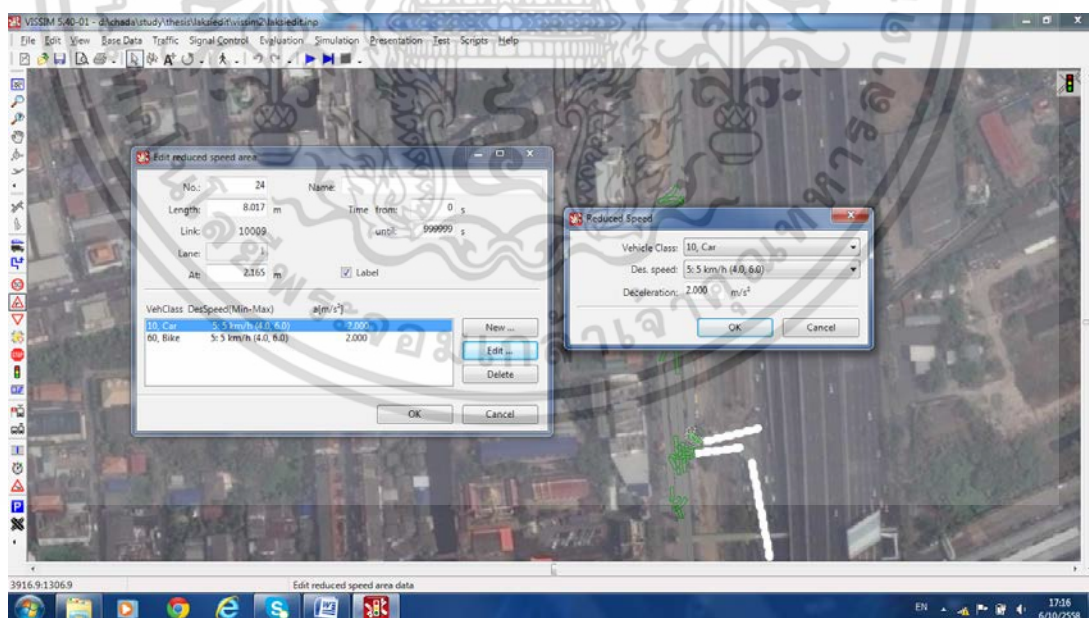 VISSIM 5.40-01 - d:\chada\study\thesis\laksiedit\vissim2\laksiedit.inp
File Edit View Base Data Traffic Signal Control Evaluation Simulation Presentation Test Scripts Help
Edit reduced speed area
No.: 24 Name:
Length: 8.017 m Time from: 0 s
Link: 10009 until: 999999 s
Lane: 1
At: 2.165 m Label
VehClass DesSpeed(Min-Max) a[m/s²]
10, Car 5: 5 km/h (4.0, 6.0) 2.000
60, Bike 5: 5 km/h (4.0, 6.0) 2.000
New ...
Edit ...
Delete
OK Cancel
Reduced Speed
Vehicle Class: 10, Car
Des. speed: 5: 5 km/h (4.0, 6.0)
Deceleration: 2.000 m/s²
OK Cancel
3916.9:1306.9 Edit reduced speed area data
EN 17:16
6/10/2558